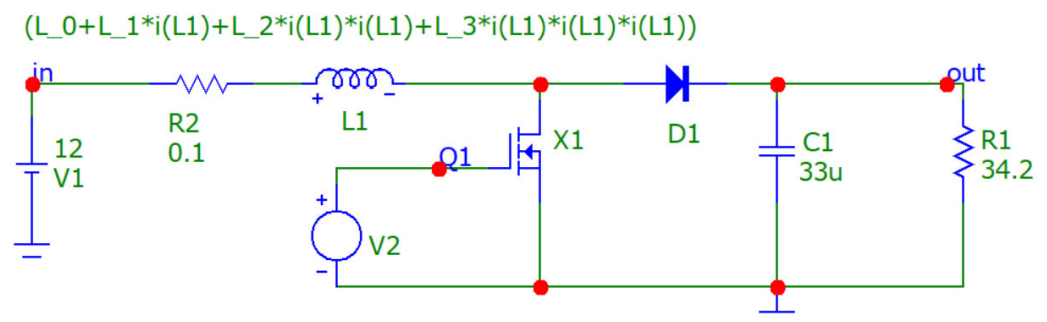 (L_0+L_1*i(L1)+L_2*i(L1)*i(L1)+L_3*i(L1)*i(L1)*i(L1))
in
out
R2
0.1
+
-
L1
X1
D1
C1
33u
R1
34.2
12
V1
Q1
+
V2
-